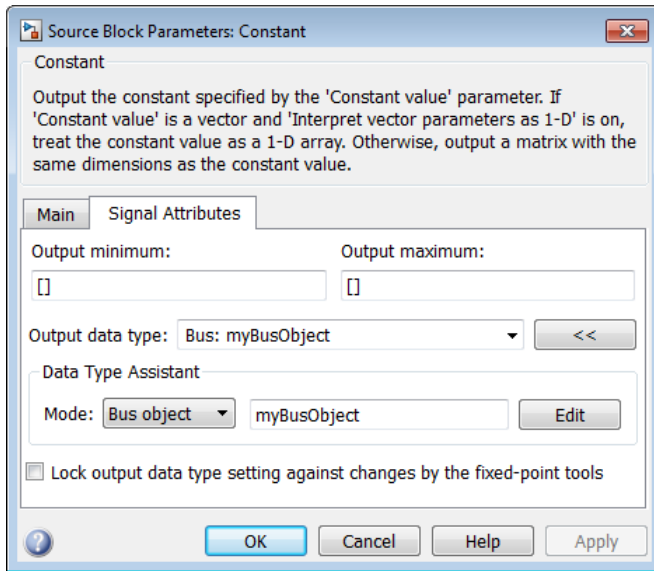 Source Block Parameters: Constant
Constant
Output the constant specified by the 'Constant value' parameter. If
'Constant value' is a vector and 'Interpret vector parameters as 1-D' is on,
treat the constant value as a 1-D array. Otherwise, output a matrix with the
same dimensions as the constant value.
Main Signal Attributes
Output minimum: Output maximum:
[] []
Output data type: Bus: myBusObject <<
Data Type Assistant
Mode: Bus object myBusObject Edit
Lock output data type setting against changes by the fixed-point tools
? OK Cancel Help Apply